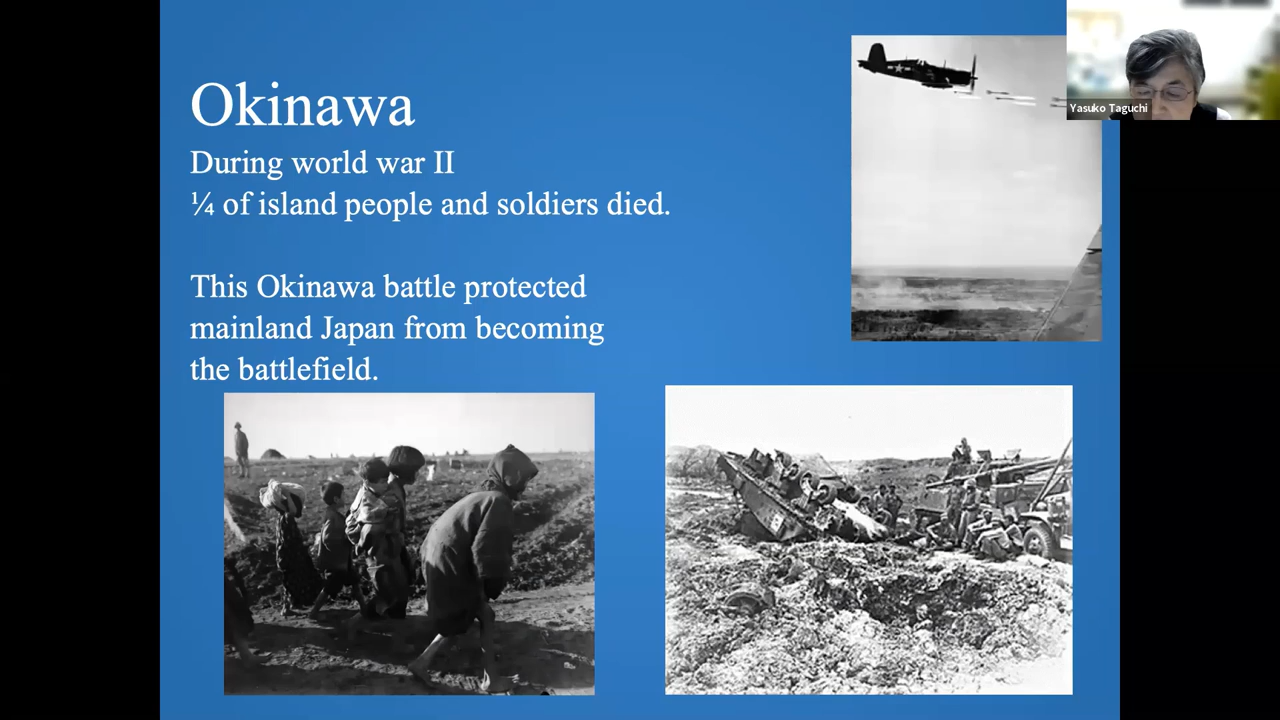 Okinawa
During world war II
¼ of island people and soldiers died.
This Okinawa battle protected
mainland Japan from becoming
the battlefield.
Yasuko Taguchi